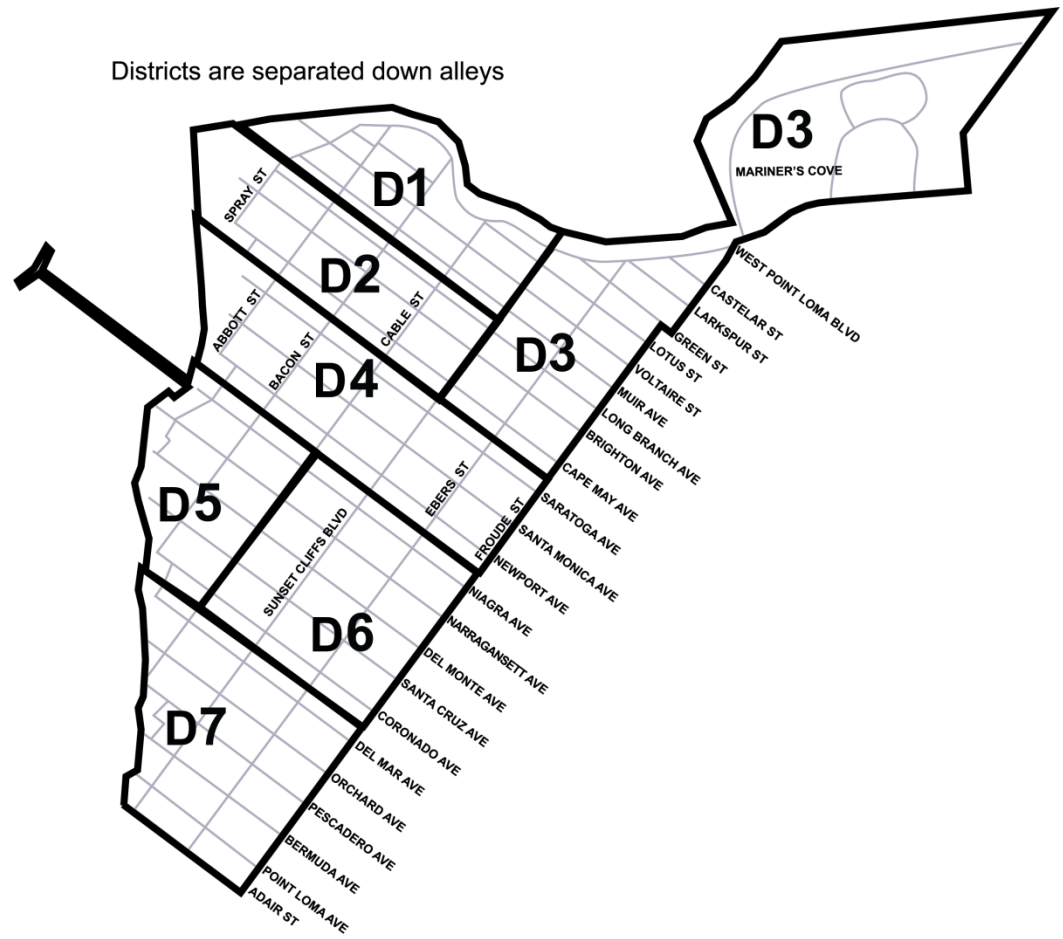 Districts are separated down alleys
D3
MARINER'S COVE
D1
SPRAY ST
D2
WEST POINT LOMA BLVD
CASTELAR ST
LARKSPUR ST
GREEN ST
LOTUS ST
VOLTAIRE ST
MUIR AVE
LONG BRANCH AVE
BRIGHTON AVE
CAPE MAY AVE
SARATOGA AVE
SANTA MONICA AVE
NEWPORT AVE
NIAGRA AVE
NARRAGANSETT AVE
DEL MONTE AVE
SANTA CRUZ AVE
CORONADO AVE
DEL MAR AVE
ORCHARD AVE
PESCADERO AVE
BERMUDA AVE
POINT LOMA AVE
ADAIR ST
ABBOTT ST
BACON ST
CABLE ST
D3
D4
EBERS ST
FROUDE ST
D5
SUNSET CLIFFS BLVD
D6
D7